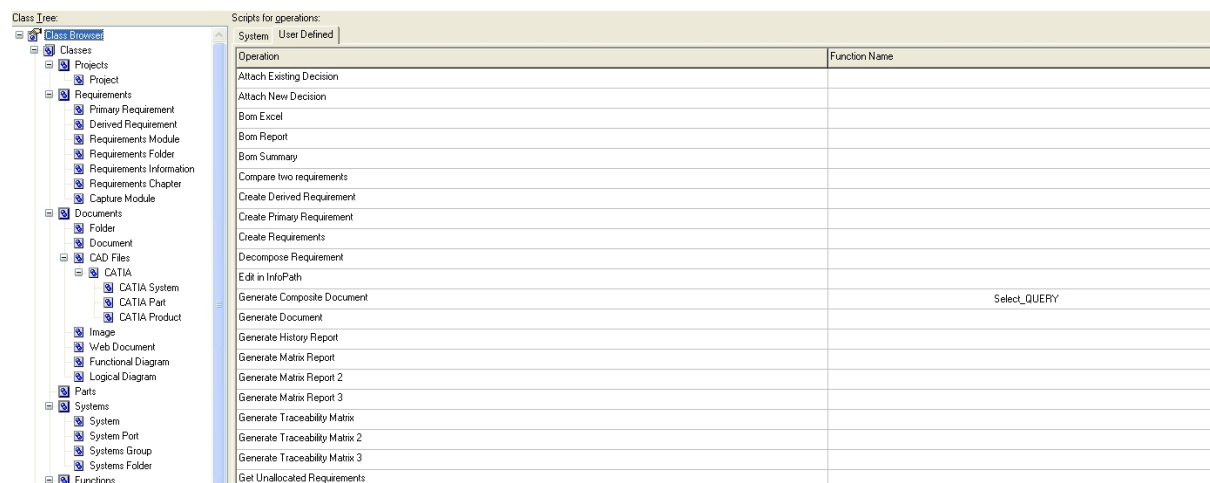 Class Tree:
Class Browser
Classes
Projects
Project
Requirements
Primary Requirement
Derived Requirement
Requirements Module
Requirements Folder
Requirements Information
Requirements Chapter
Capture Module
Documents
Folder
Document
CAD Files
CATIA
CATIA System
CATIA Part
CATIA Product
Image
Web Document
Functional Diagram
Logical Diagram
Parts
Systems
System
System Port
Systems Group
Systems Folder
Functions
Scripts for operations:
System User Defined
Operation Function Name
Attach Existing Decision
Attach New Decision
Bom Excel
Bom Report
Bom Summary
Compare two requirements
Create Derived Requirement
Create Primary Requirement
Create Requirements
Decompose Requirement
Edit in InfoPath
Generate Composite Document Select_QUERY
Generate Document
Generate History Report
Generate Matrix Report
Generate Matrix Report 2
Generate Matrix Report 3
Generate Traceability Matrix
Generate Traceability Matrix 2
Generate Traceability Matrix 3
Get Unallocated Requirements